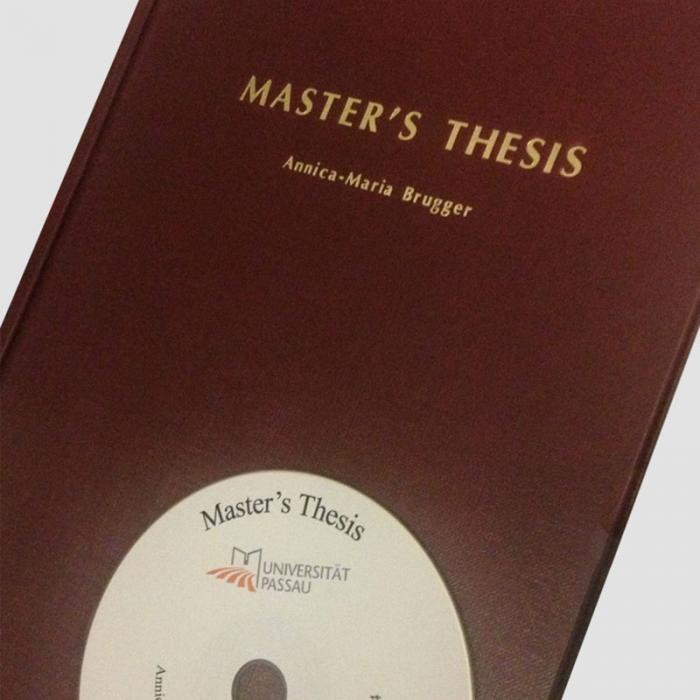 MASTER'S THESIS
Annica-Maria Brugger
Master's Thesis
UNIVERSITÄT
PASSAU